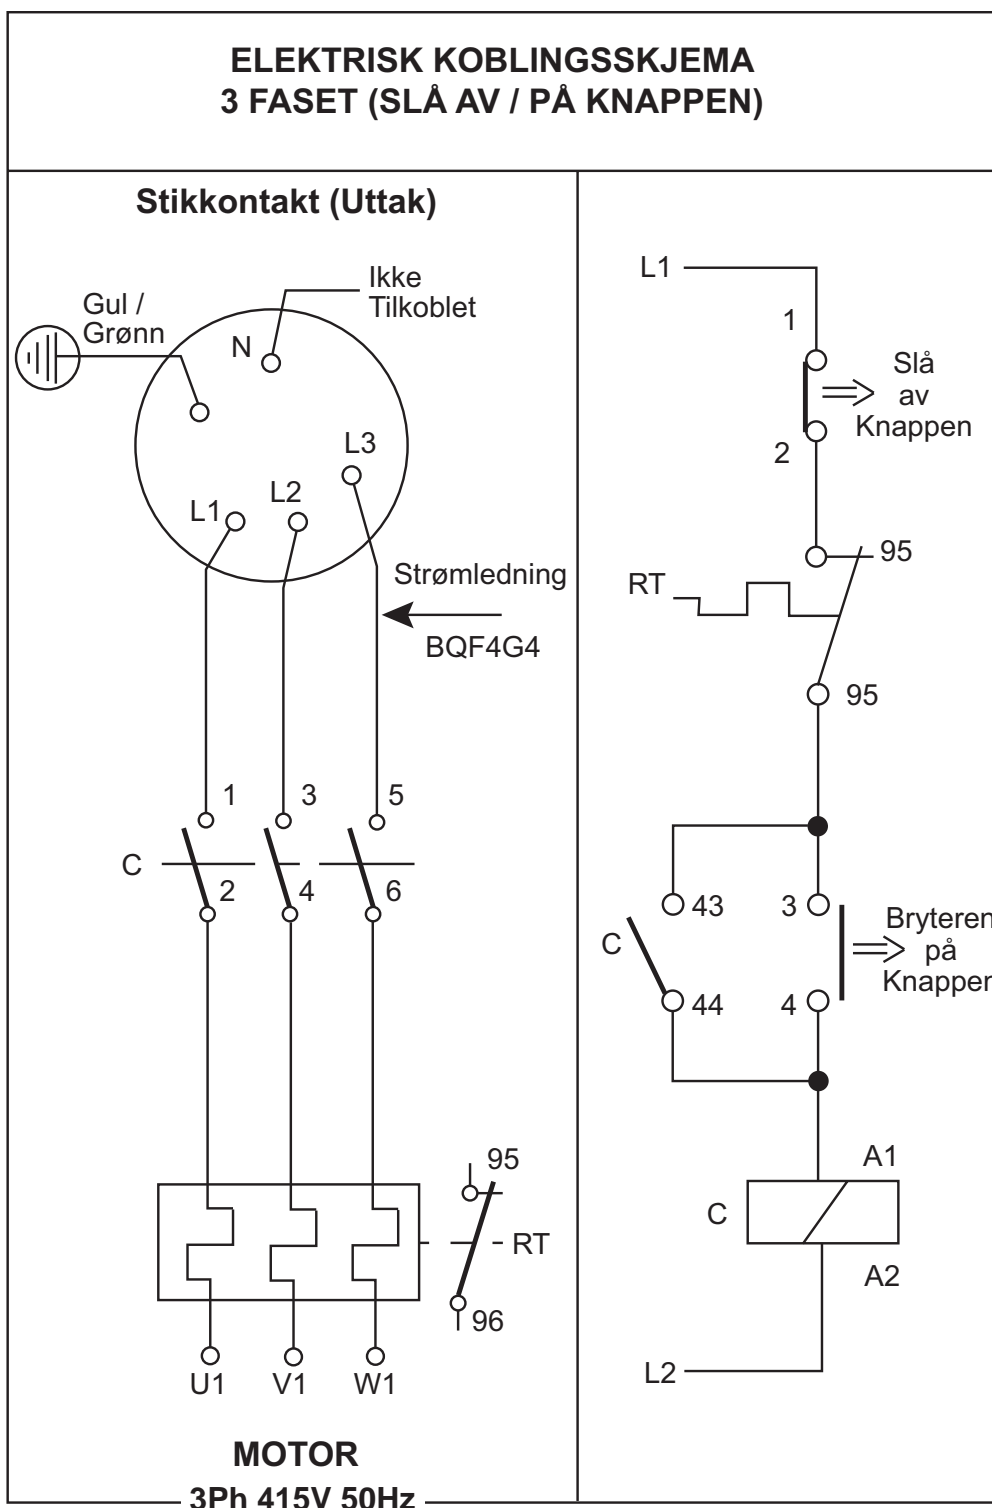 ELEKTRISK KOBLINGSSKJEMA
3 FASET (SLÅ AV / PÅ KNAPPEN)
Stikkontakt (Uttak)
Ikke
Tilkoblet
Gul /
Grønn
N
L3
L2
L1
Strømledning
BQF4G4
1 3 5
C
2 4 6
95
RT
96
U1 V1 W1
MOTOR
3Ph 415V 50Hz
L1
1
Slå
av
Knappen
2
95
RT
95
43 3
C
Bryteren
på
Knappen
44 4
A1
C
A2
L2